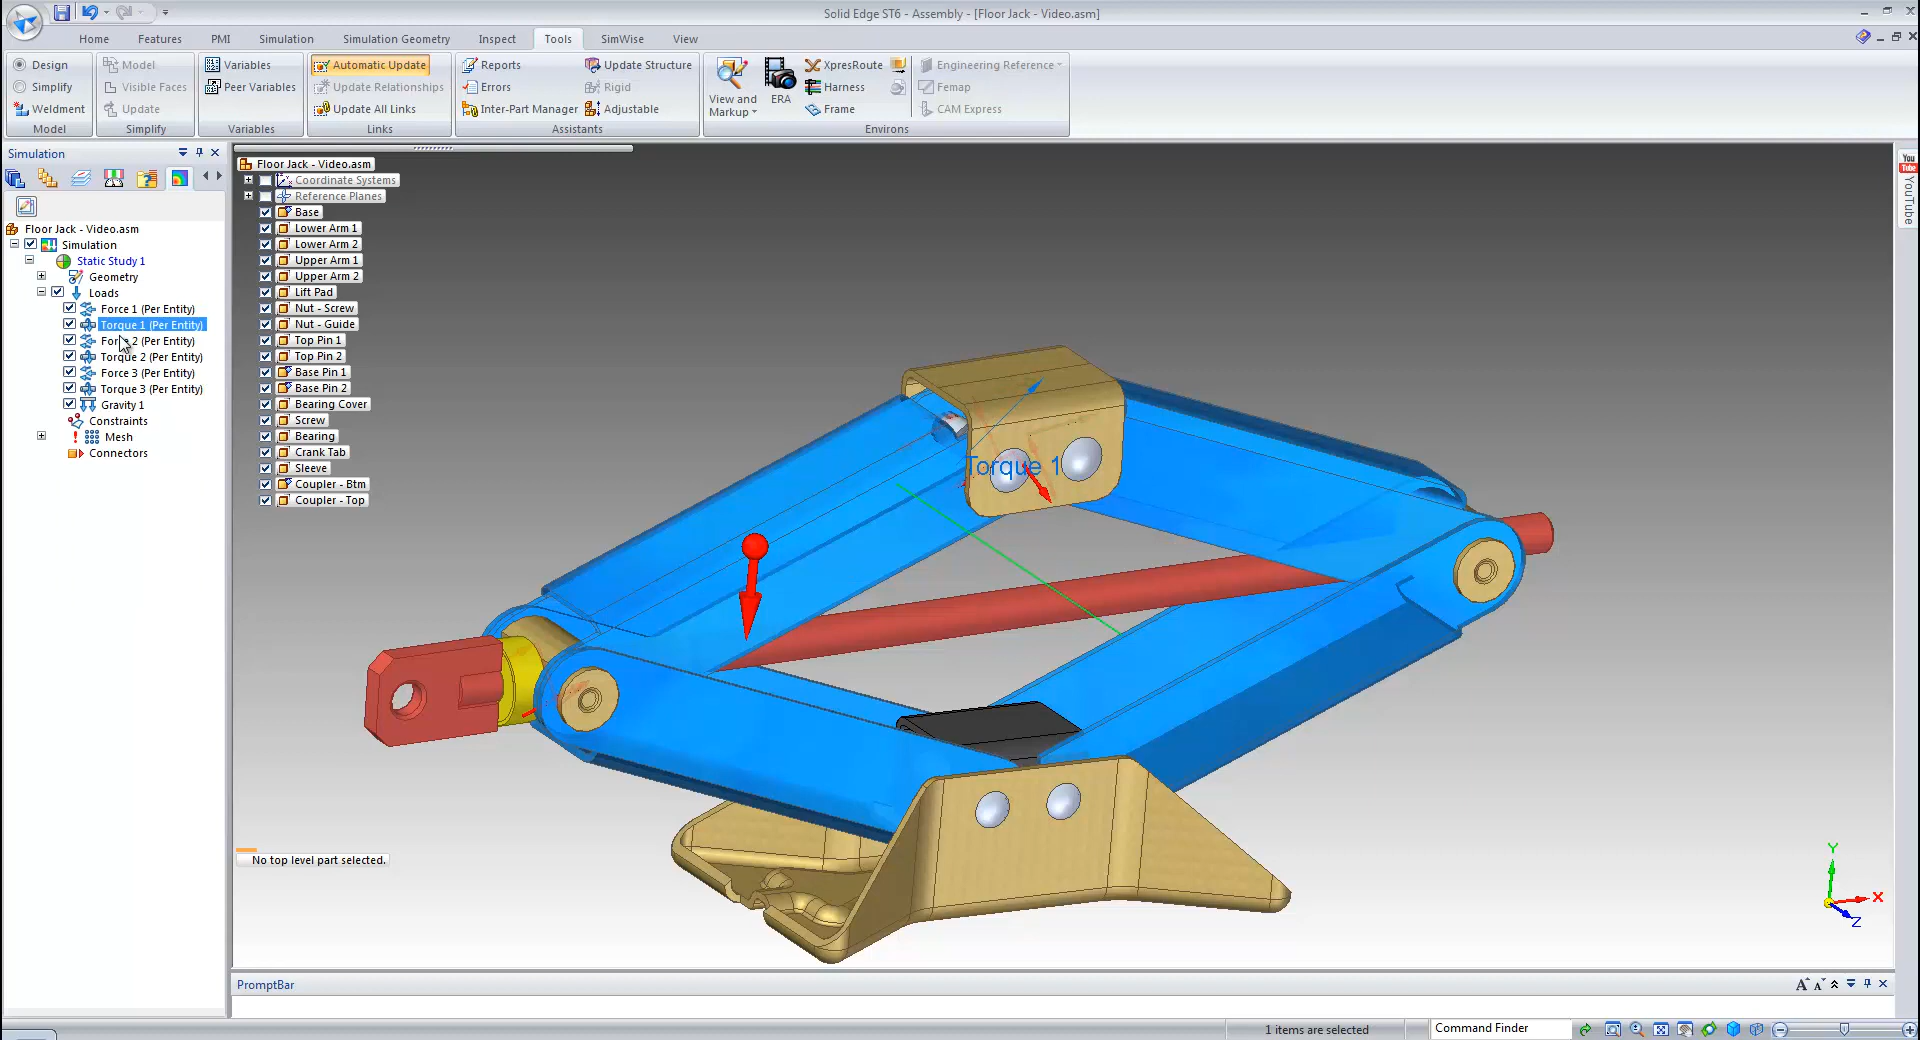 Solid Edge ST6 - Assembly - [Floor Jack - Video.asm]
Home Features PMI Simulation Simulation Geometry Inspect Tools SimWise View
Design
Simplify
Weldment
Model
Model
Visible Faces
Update
Simplify
Variables
Peer Variables
Variables
Automatic Update
Update Relationships
Update All Links
Links
Reports
Errors
Inter-Part Manager
Update Structure
Rigid
Adjustable
Assistants
View and
Markup
ERA
XpresRoute
Harness
Frame
Engineering Reference
Femap
CAM Express
Environs
Simulation
Floor Jack - Video.asm
Simulation
Static Study 1
Geometry
Loads
Force 1 (Per Entity)
Torque 1 (Per Entity)
Force 2 (Per Entity)
Torque 2 (Per Entity)
Force 3 (Per Entity)
Torque 3 (Per Entity)
Gravity 1
Constraints
Mesh
Connectors
Floor Jack - Video.asm
Coordinate Systems
Reference Planes
Base
Lower Arm 1
Lower Arm 2
Upper Arm 1
Upper Arm 2
Lift Pad
Nut - Screw
Nut - Guide
Top Pin 1
Top Pin 2
Base Pin 1
Base Pin 2
Bearing Cover
Screw
Bearing
Crank Tab
Sleeve
Coupler - Btm
Coupler - Top
Torque 1
No top level part selected.
Y
X
Z
You
Tube
YouTube
PromptBar
1 items are selected
Command Finder